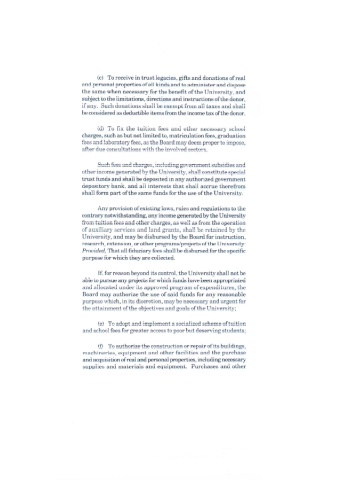 (c) To receive in trust legacies, gifts and donations of real
and personal properties of all kinds and to administer and dispose
the same when necessary for the benefit of the University, and
subject to the limitations, directions and instructions of the donor,
if any. Such donations shall be exempt from all taxes and shall
be considered as deductible items from the income tax of the donor.
(d) To fix the tuition fees and other necessary school
charges, such as but not limited to, matriculation fees, graduation
fees and laboratory fees, as the Board may deem proper to impose,
after due consultations with the involved sectors.
Such fees and charges, including government subsidies and
other income generated by the University, shall constitute special
trust funds and shall be deposited in any authorized government
depository bank, and all interests that shall accrue therefrom
shall form part of the same funds for the use of the University.
Any provision of existing laws, rules and regulations to the
contrary notwithstanding, any income generated by the University
from tuition fees and other charges, as well as from the operation
of auxiliary services and land grants, shall be retained by the
University, and may be disbursed by the Board for instruction,
research, extension, or other programs/projects of the University:
Provided, That all fiduciary fees shall be disbursed for the specific
purpose for which they are collected.
If, for reason beyond its control, the University shall not be
able to pursue any projects for which funds have been appropriated
and allocated under its approved program of expenditures, the
Board may authorize the use of said funds for any reasonable
purpose which, in its discretion, may be necessary and urgent for
the attainment of the objectives and goals of the University;
(e) To adopt and implement a socialized scheme of tuition
and school fees for greater access to poor but deserving students;
(f) To authorize the construction or repair of its buildings,
machineries, equipment and other facilities and the purchase
and acquisition of real and personal properties, including necessary
supplies and materials and equipment. Purchases and other